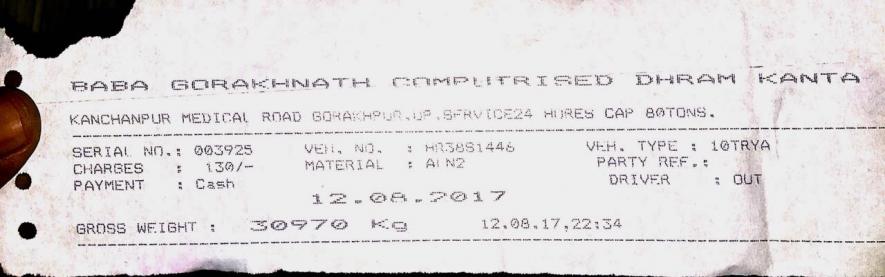 BABA GORAKHNATH COMPUTRISED DHRAM KANTA
KANCHANPUR MEDICAL ROAD GORAKHPUR.UP.SERVICE24 HORES CAP 80TONS.
SERIAL NO.: 003925 VEH. NO. : HR38S1446 VEH. TYPE : 10TRYA
CHARGES : 130/- MATERIAL : ALN2 PARTY REF.:
PAYMENT : Cash DRIVER : OUT
12.08.2017
GROSS WEIGHT : 30970 Kg 12.08.17,22:34